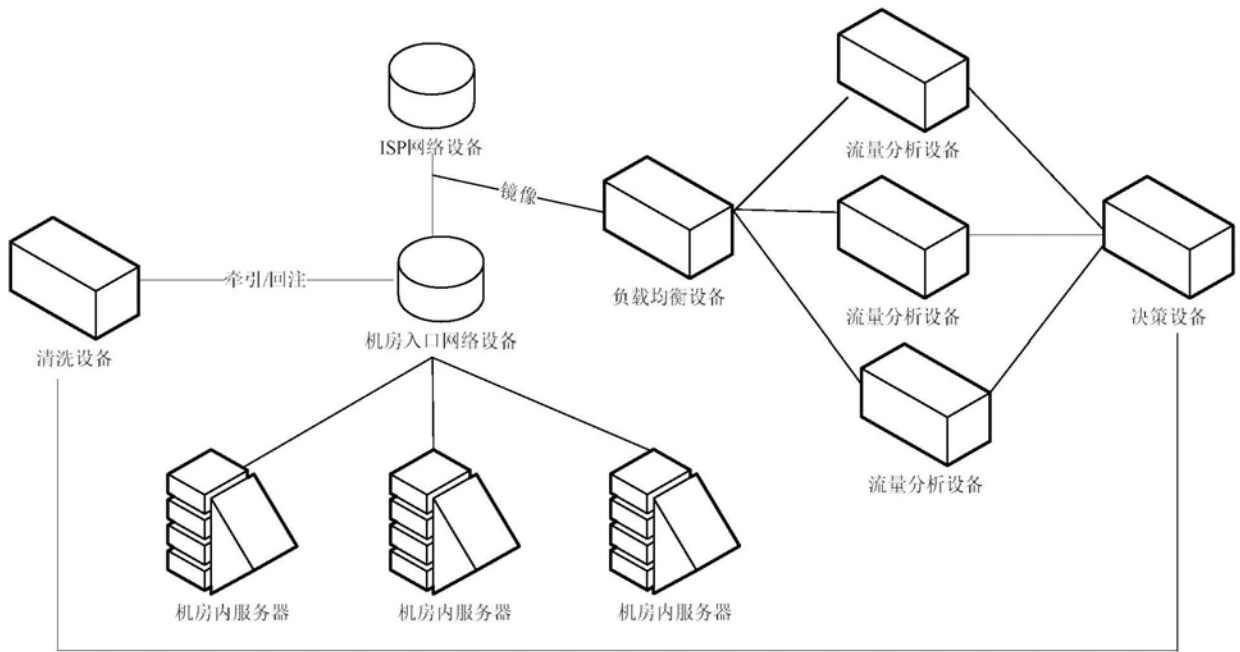 ISP网络设备
流量分析设备
镜像
牵引/回注
负载均衡设备
流量分析设备
决策设备
机房入口网络设备
清洗设备
流量分析设备
机房内服务器
机房内服务器
机房内服务器